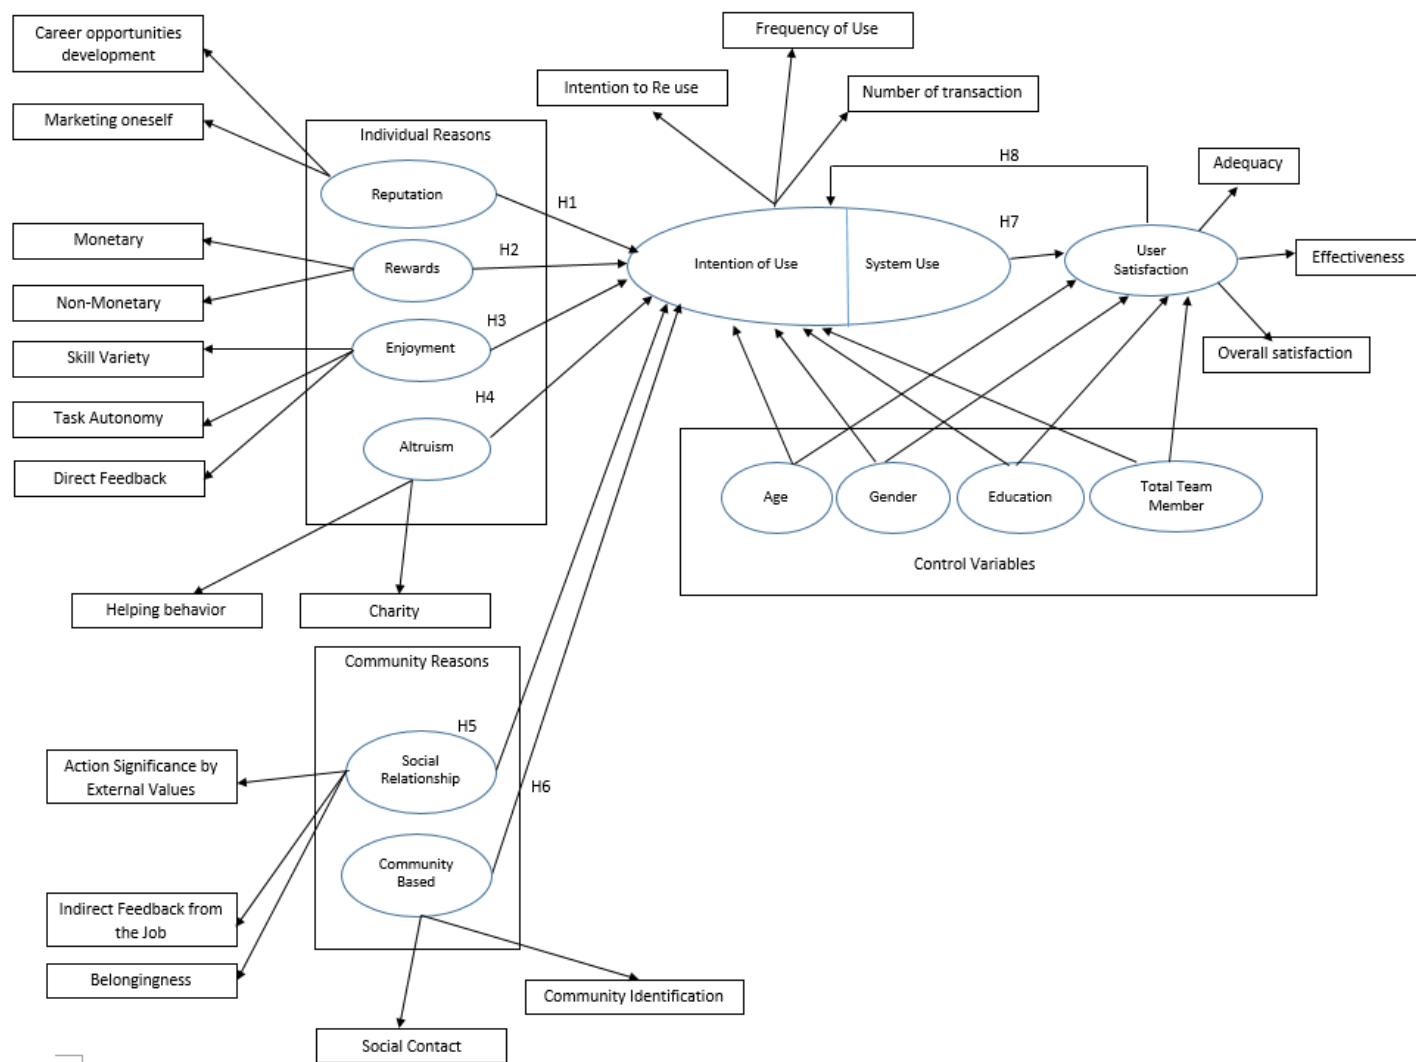 Career opportunities
development
Marketing oneself
Monetary
Non-Monetary
Skill Variety
Task Autonomy
Direct Feedback
Individual Reasons
Reputation
Rewards
Enjoyment
Altruism
Helping behavior
Charity
H1
H2
H3
H4
Intention to Re use
Frequency of Use
Number of transaction
Intention of Use
System Use
H8
H7
User
Satisfaction
Adequacy
Effectiveness
Overall satisfaction
Age
Gender
Education
Total Team
Member
Control Variables
Community Reasons
H5
Social
Relationship
H6
Community
Based
Action Significance by
External Values
Indirect Feedback from
the Job
Belongingness
Community Identification
Social Contact